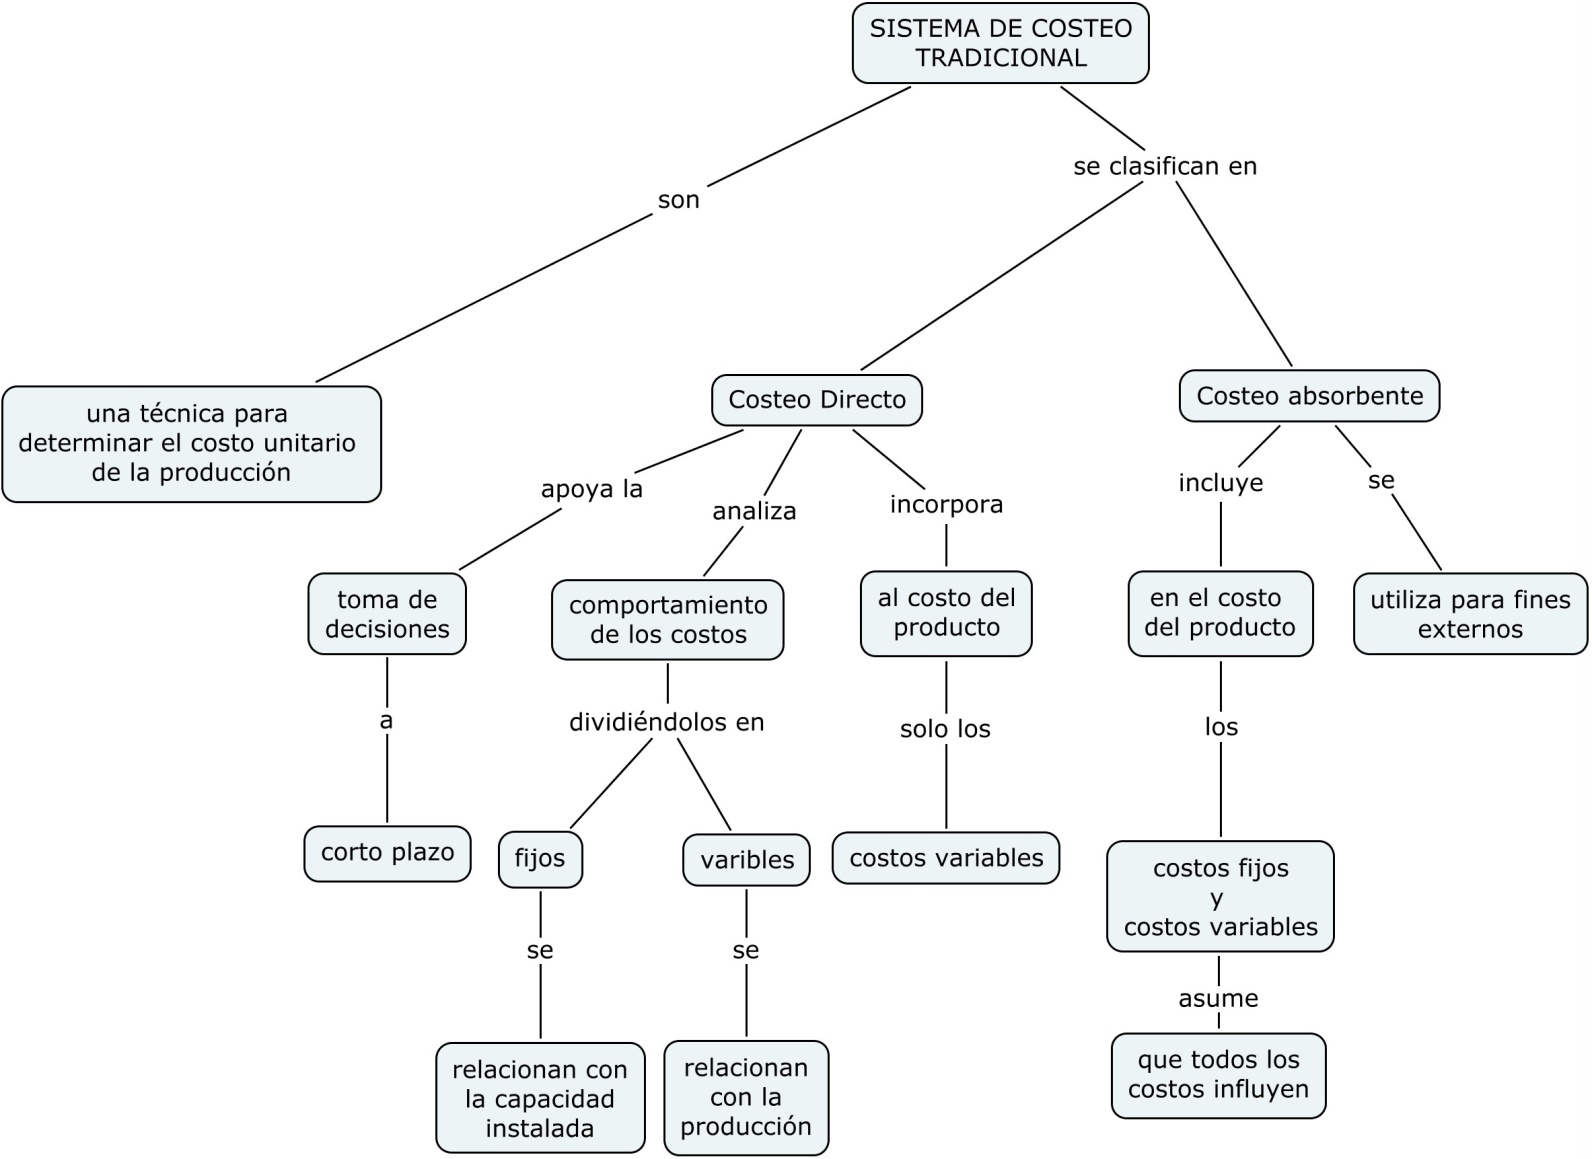 SISTEMA DE COSTEO
TRADICIONAL
se clasifican en
son
una técnica para
determinar el costo unitario
de la producción
Costeo Directo
Costeo absorbente
apoya la
analiza
incorpora
incluye
se
toma de
decisiones
comportamiento
de los costos
al costo del
producto
en el costo
del producto
utiliza para fines
externos
a
dividiéndolos en
solo los
los
corto plazo
fijos
varibles
costos variables
costos fijos
y
costos variables
se
se
asume
relacionan con
la capacidad
instalada
relacionan
con la
producción
que todos los
costos influyen